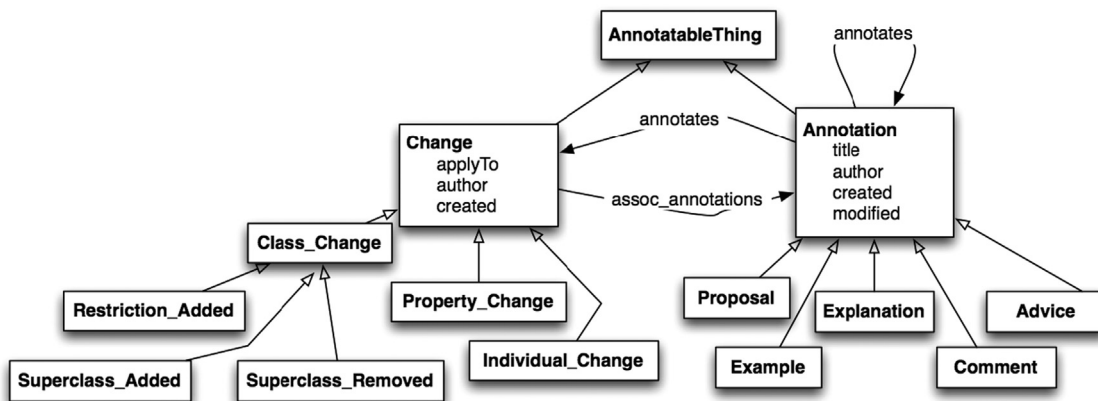 AnnotatableThing
annotates
annotates
Annotation
title
author
created
modified
Change
applyTo
author
created
assoc_annotations
Class_Change
Restriction_Added
Property_Change
Proposal
Explanation
Advice
Superclass_Added
Superclass_Removed
Individual_Change
Example
Comment